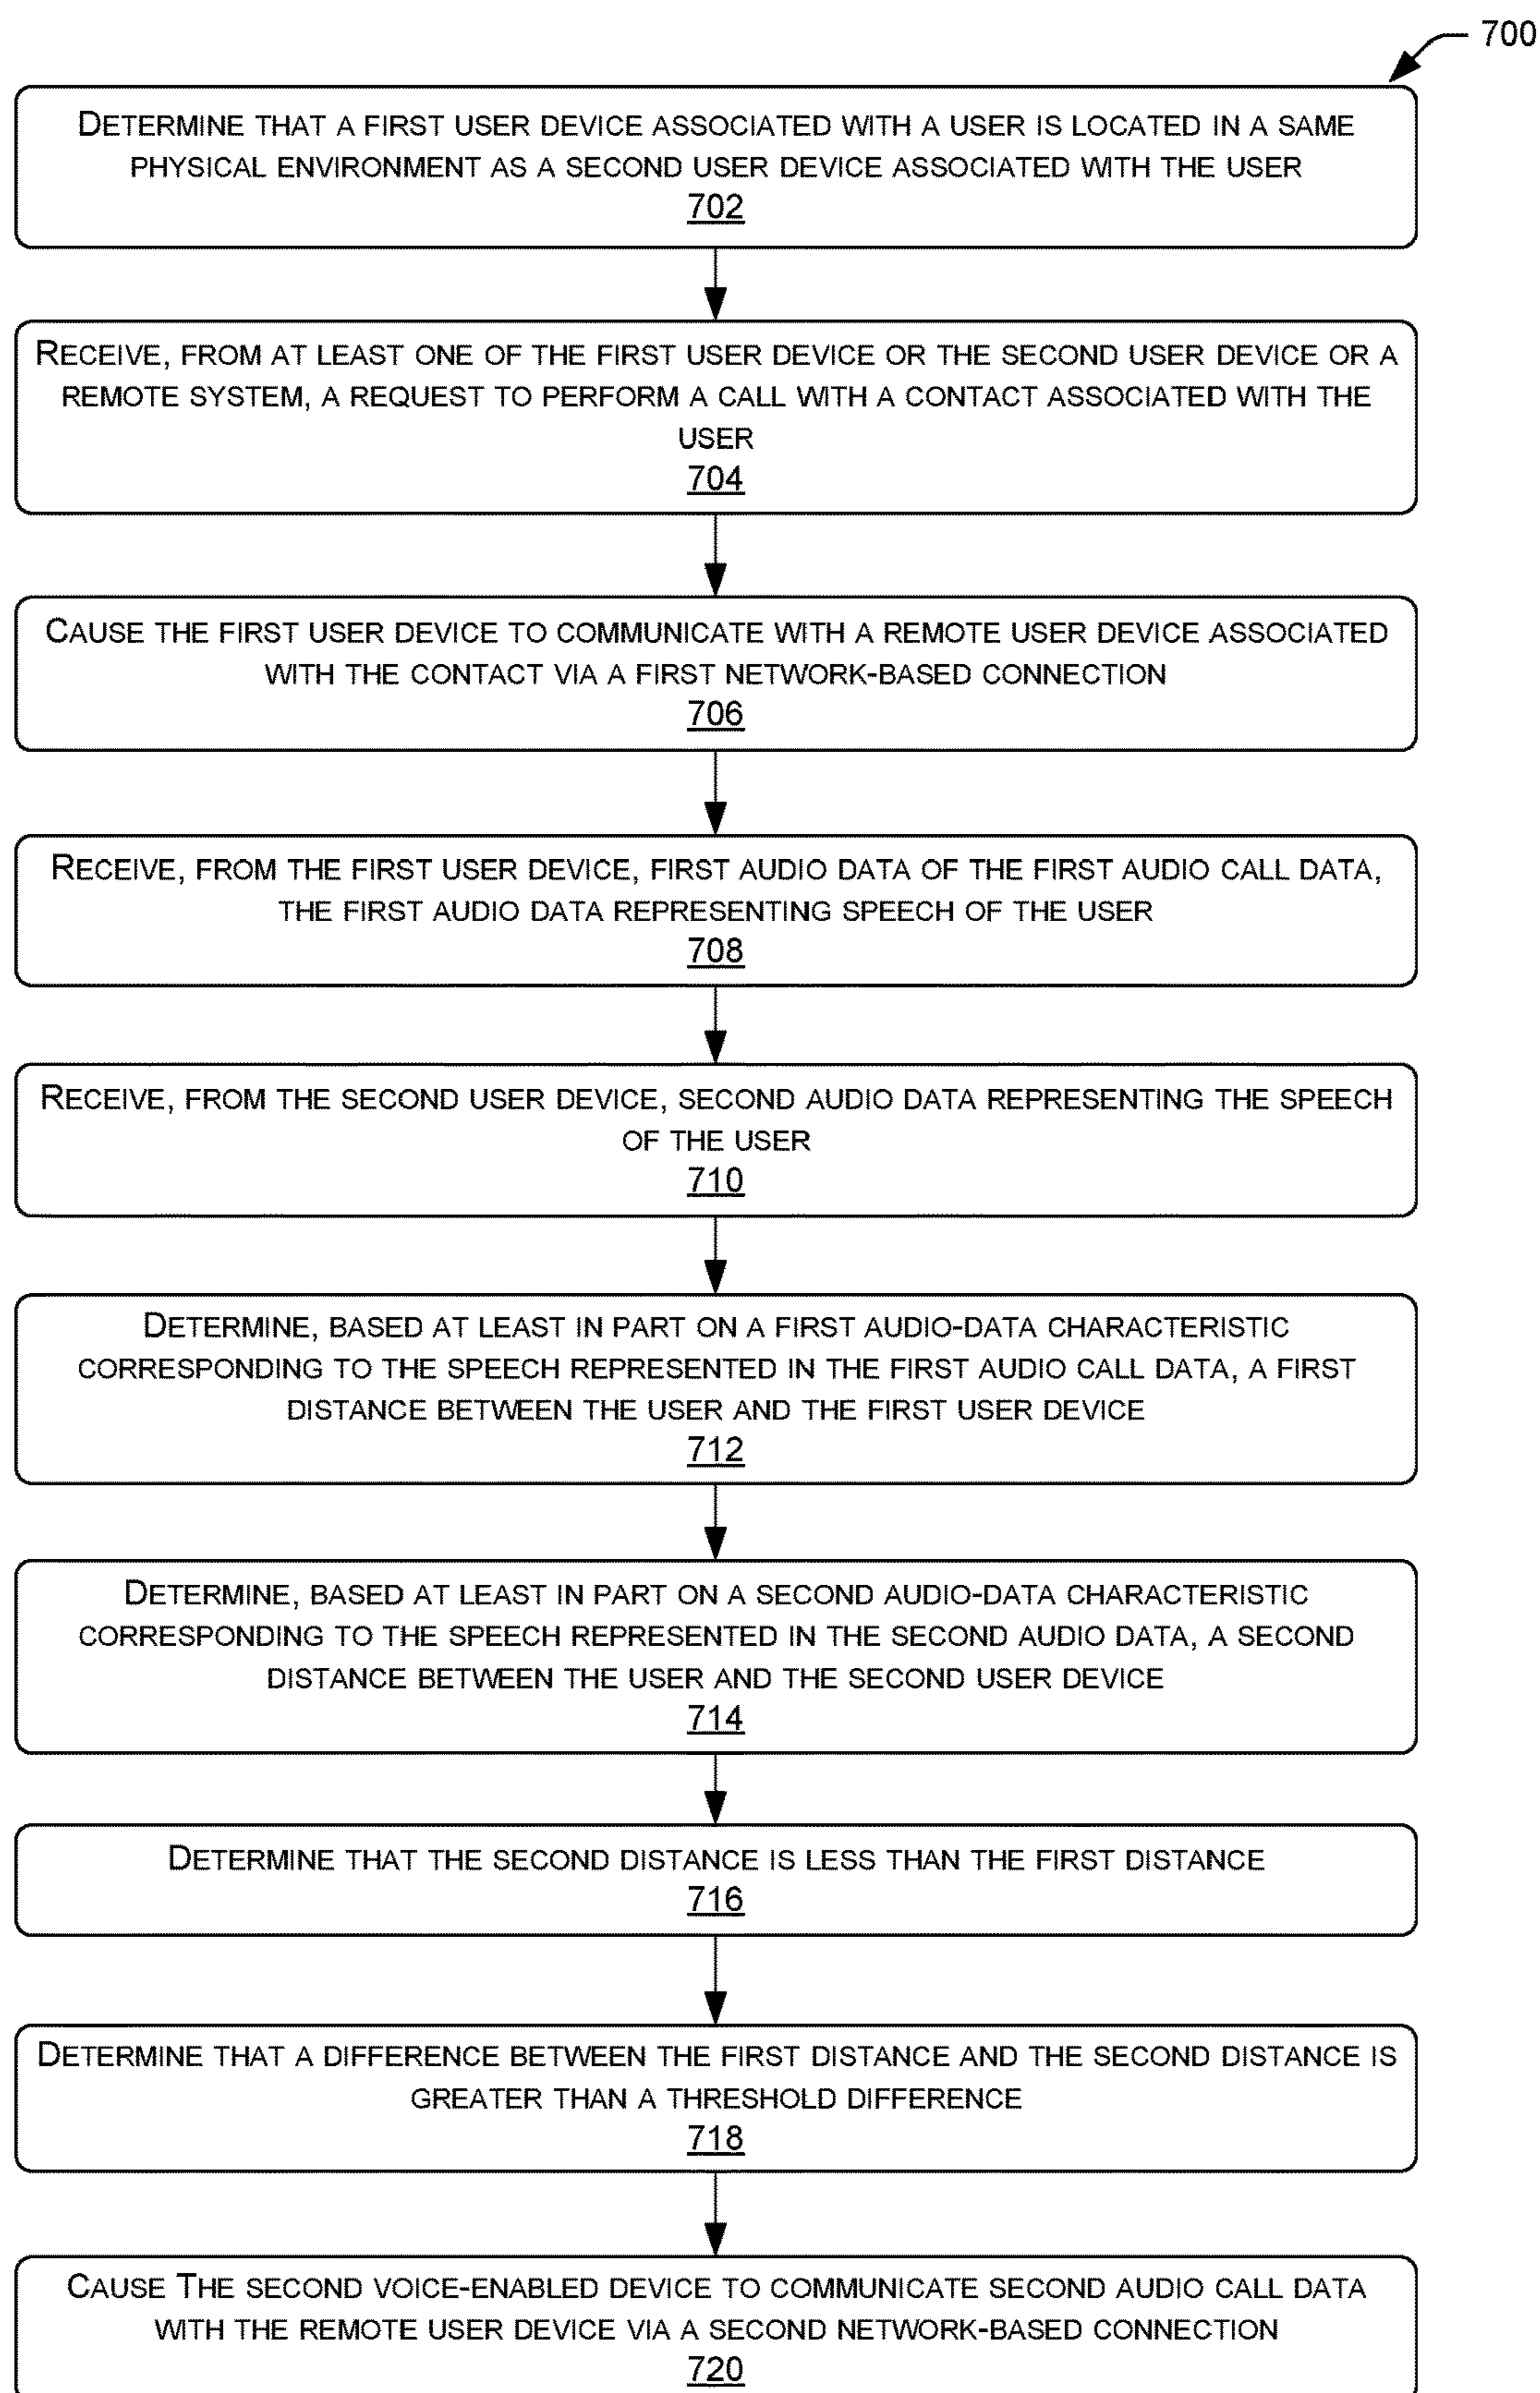 700
DETERMINE THAT A FIRST USER DEVICE ASSOCIATED WITH A USER IS LOCATED IN A SAME
PHYSICAL ENVIRONMENT AS A SECOND USER DEVICE ASSOCIATED WITH THE USER
702
RECEIVE, FROM AT LEAST ONE OF THE FIRST USER DEVICE OR THE SECOND USER DEVICE OR A
REMOTE SYSTEM, A REQUEST TO PERFORM A CALL WITH A CONTACT ASSOCIATED WITH THE
USER
704
CAUSE THE FIRST USER DEVICE TO COMMUNICATE WITH A REMOTE USER DEVICE ASSOCIATED
WITH THE CONTACT VIA A FIRST NETWORK-BASED CONNECTION
706
RECEIVE, FROM THE FIRST USER DEVICE, FIRST AUDIO DATA OF THE FIRST AUDIO CALL DATA,
THE FIRST AUDIO DATA REPRESENTING SPEECH OF THE USER
708
RECEIVE, FROM THE SECOND USER DEVICE, SECOND AUDIO DATA REPRESENTING THE SPEECH
OF THE USER
710
DETERMINE, BASED AT LEAST IN PART ON A FIRST AUDIO-DATA CHARACTERISTIC
CORRESPONDING TO THE SPEECH REPRESENTED IN THE FIRST AUDIO CALL DATA, A FIRST
DISTANCE BETWEEN THE USER AND THE FIRST USER DEVICE
712
DETERMINE, BASED AT LEAST IN PART ON A SECOND AUDIO-DATA CHARACTERISTIC
CORRESPONDING TO THE SPEECH REPRESENTED IN THE SECOND AUDIO DATA, A SECOND
DISTANCE BETWEEN THE USER AND THE SECOND USER DEVICE
714
DETERMINE THAT THE SECOND DISTANCE IS LESS THAN THE FIRST DISTANCE
716
DETERMINE THAT A DIFFERENCE BETWEEN THE FIRST DISTANCE AND THE SECOND DISTANCE IS
GREATER THAN A THRESHOLD DIFFERENCE
718
CAUSE THE SECOND VOICE-ENABLED DEVICE TO COMMUNICATE SECOND AUDIO CALL DATA
WITH THE REMOTE USER DEVICE VIA A SECOND NETWORK-BASED CONNECTION
720